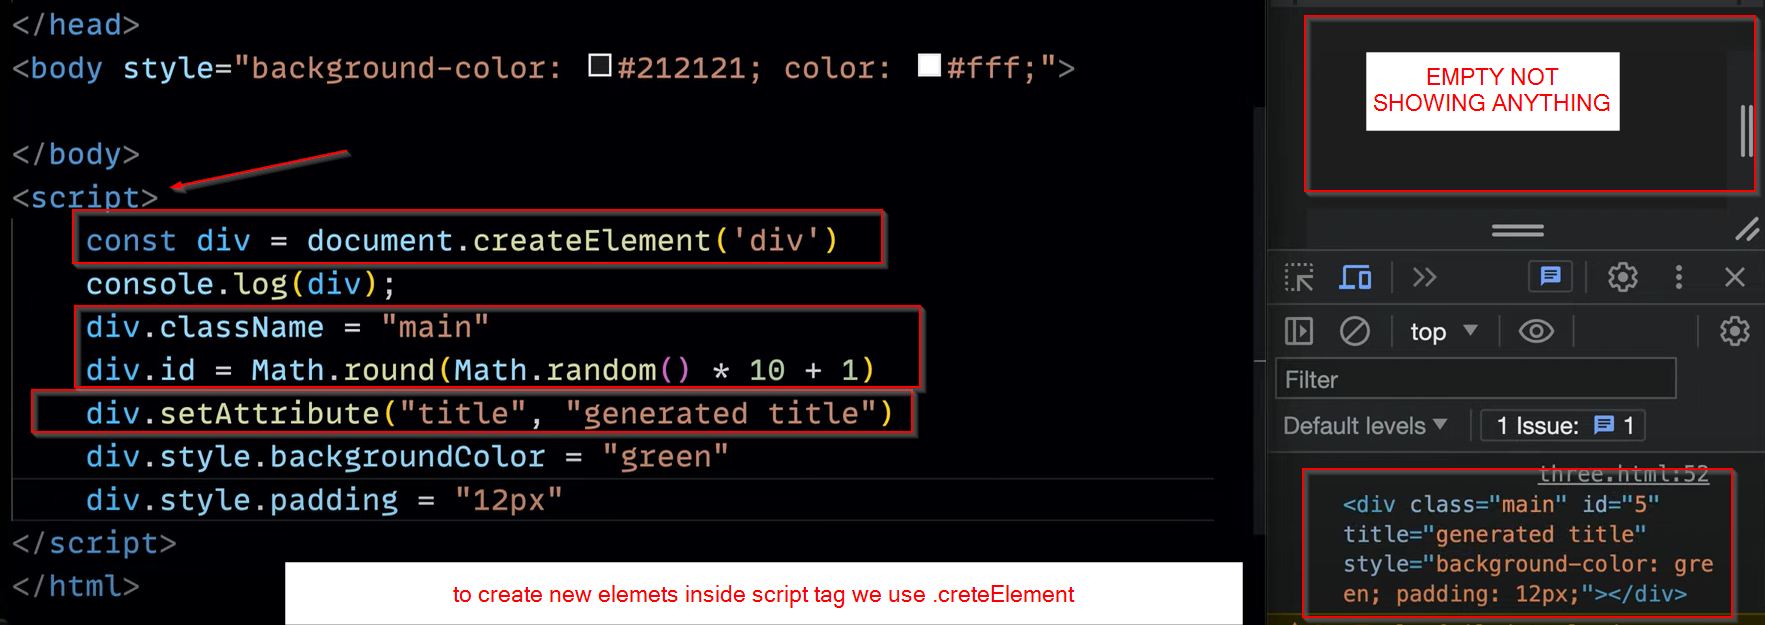 </head>
<body style="background-color: #212121; color: #fff;">
</body>
<script>
const div = document.createElement('div')
console.log(div);
div.className = "main"
div.id = Math.round(Math.random() * 10 + 1)
div.setAttribute("title", "generated title")
div.style.backgroundColor = "green"
div.style.padding = "12px"
</script>
</html>
to create new elemets inside script tag we use .creteElement
EMPTY NOT
SHOWING ANYTHING
top
Filter
Default levels
1 Issue: 1
three.html:52
<div class="main" id="5"
title="generated title"
style="background-color: gre
en; padding: 12px;"></div>